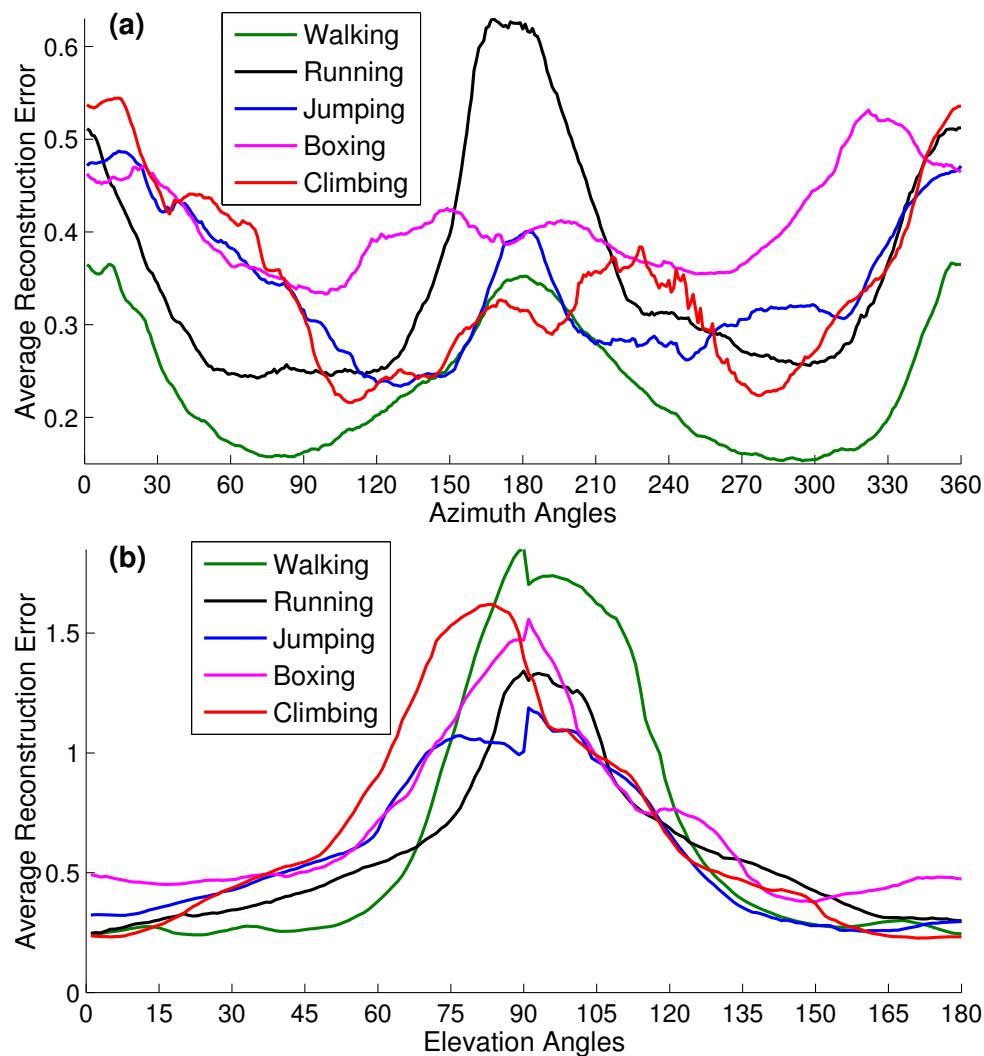 (a)
Walking
Running
Jumping
Boxing
Climbing
Average Reconstruction Error
0.6
0.5
0.4
0.3
0.2
0 30 60 90 120 150 180 210 240 270 300 330 360
Azimuth Angles
(b)
Walking
Running
Jumping
Boxing
Climbing
Average Reconstruction Error
1.5
1
0.5
0
0 15 30 45 60 75 90 105 120 135 150 165 180
Elevation Angles